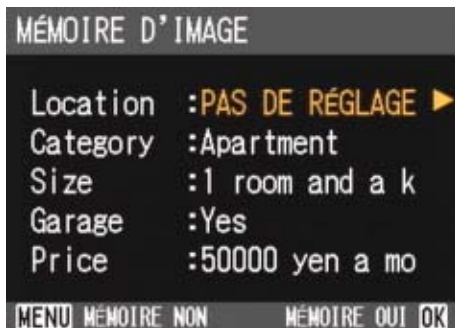 MÉMOIRE D'IMAGE
Location :PAS DE RÉGLAGE ▶
Category :Apartment
Size :1 room and a k
Garage :Yes
Price :50000 yen a mo
MENU MÉMOIRE NON MÉMOIRE OUI OK